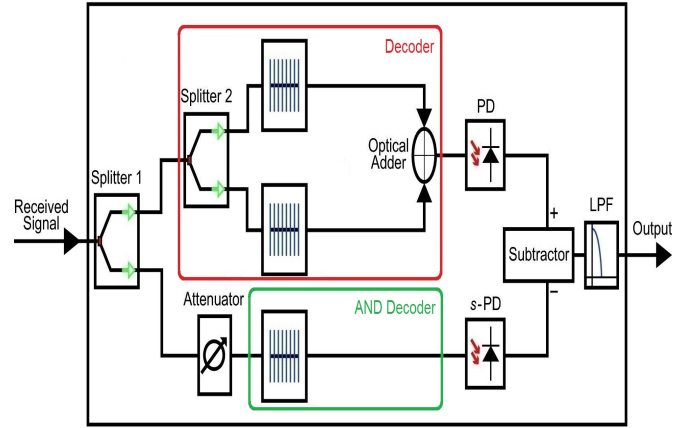 Decoder
Splitter 2
PD
Optical
Adder
Splitter 1
LPF
Received
Signal
+
Output
Subtractor
−
Attenuator
AND Decoder
s-PD